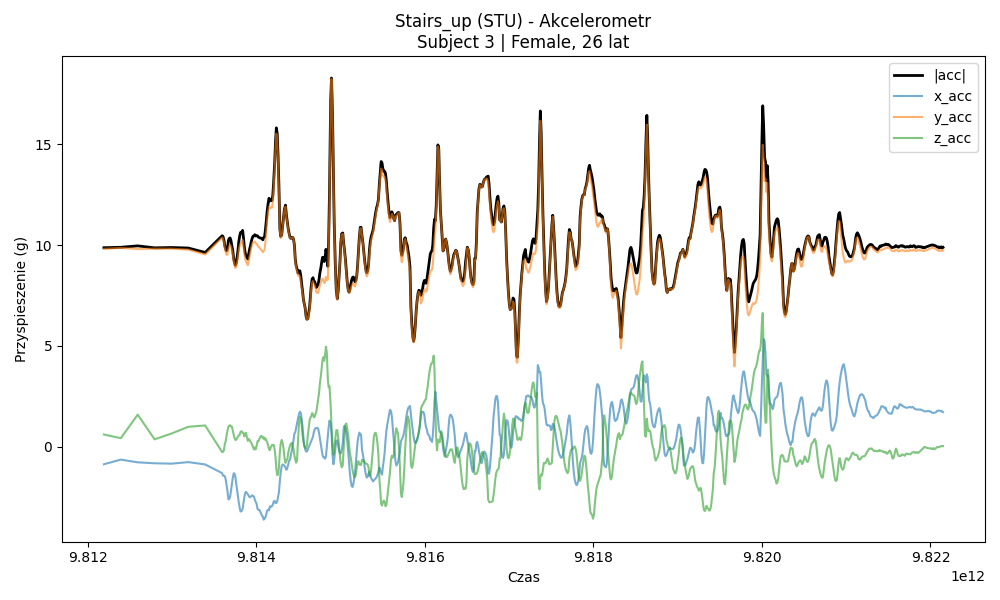 Stairs_up (STU) - Akcelerometr
Subject 3 | Female, 26 lat
|acc|
x_acc
y_acc
z_acc
Przyspieszenie (g)
15
10
5
0
9.812
9.814
9.816
9.818
9.820
9.822
1e12
Czas